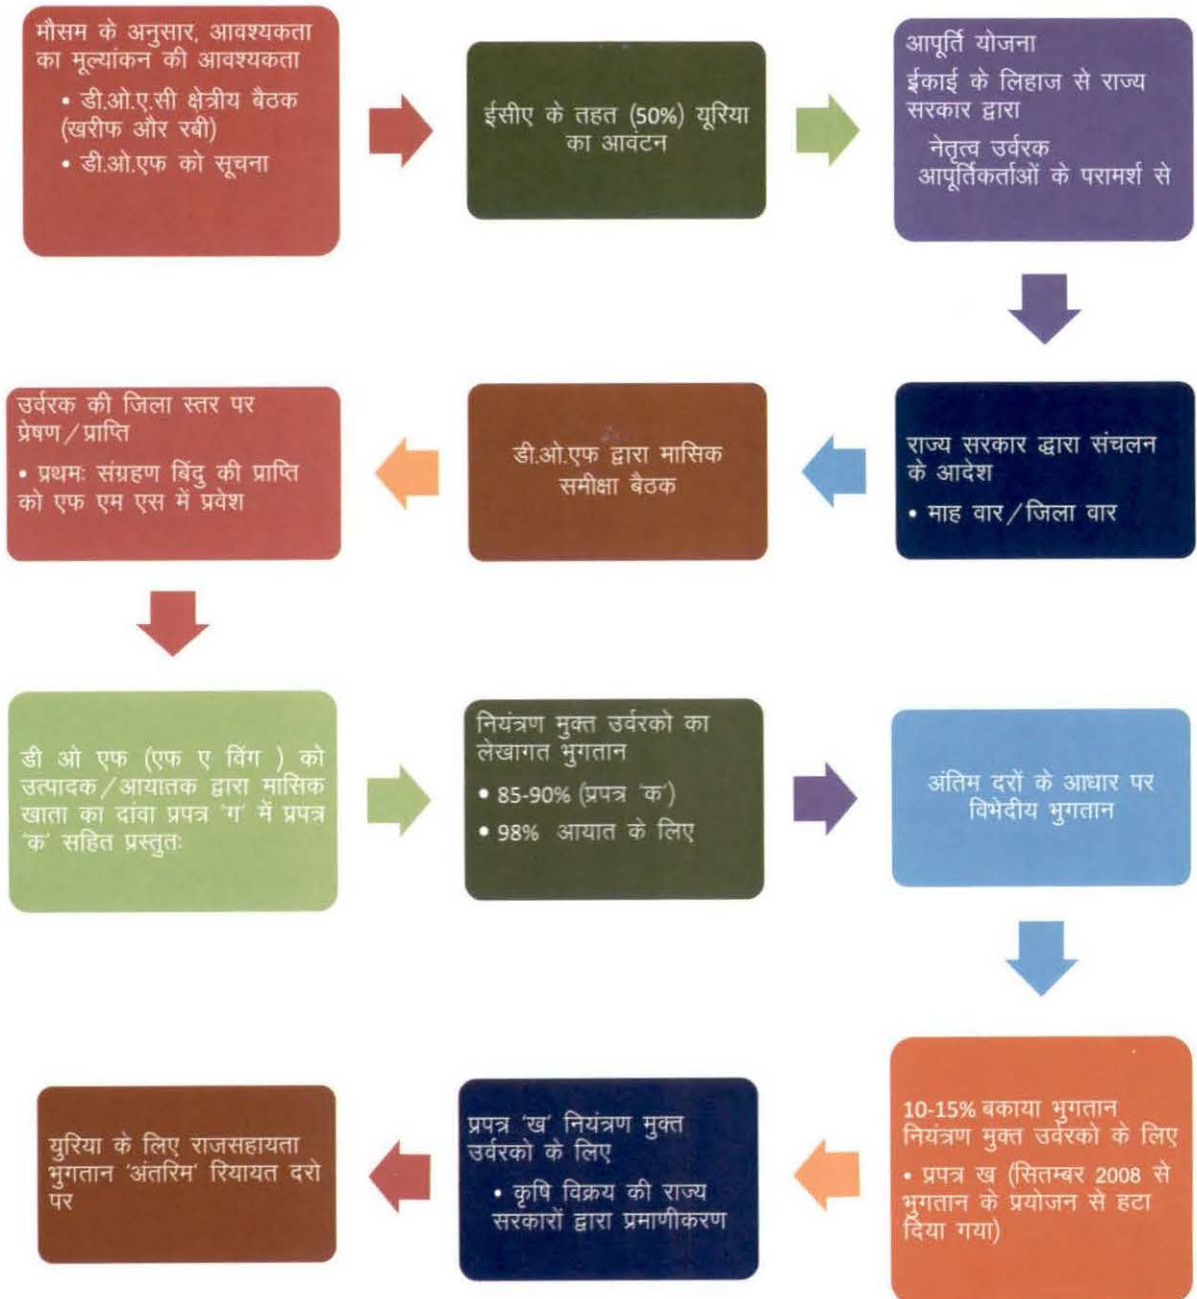 मौसम के अनुसार, आवश्यकता
का मूल्यांकन की आवश्यकता
• डी.ओ.ए.सी क्षेत्रीय बैठक
(खरीफ और रबी)
• डी.ओ.एफ को सूचना
ईसीए के तहत (50%) यूरिया
का आवंटन
आपूर्ति योजना
ईकाई के लिहाज से राज्य
सरकार द्वारा
नेतृत्व उर्वरक
आपूर्तिकर्ताओं के परामर्श से
राज्य सरकार द्धारा संचलन
के आदेश
• माह वार/जिला वार
डी.ओ.एफ द्वारा मासिक
समीक्षा बैठक
उर्वरक की जिला स्तर पर
प्रेषण/प्राप्ति
• प्रथमः संग्रहण बिंदु की प्राप्ति
को एफ एम एस में प्रवेश
डी ओ एफ (एफ ए विंग ) को
उत्पादक/आयातक द्वारा मासिक
खाता का दांवा प्रपत्र 'ग' में प्रपत्र
'क' सहित प्रस्तुतः
नियंत्रण मुक्त उर्वरको का
लेखागत भुगतान
• 85-90% (प्रपत्र 'क')
• 98% आयात के लिए
अंतिम दरों के आधार पर
विभेदीय भुगतान
10-15% बकाया भुगतान
नियंत्रण मुक्त उर्वरको के लिए
• प्रपत्र ख (सितम्बर 2008 से
भुगतान के प्रयोजन से हटा
दिया गया)
प्रपत्र 'ख' नियंत्रण मुक्त
उर्वरको के लिए
• कृषि विक्रय की राज्य
सरकारों द्वारा प्रमाणीकरण
युरिया के लिए राजसहायता
भुगतान 'अंतरिम' रियायत दरो
पर